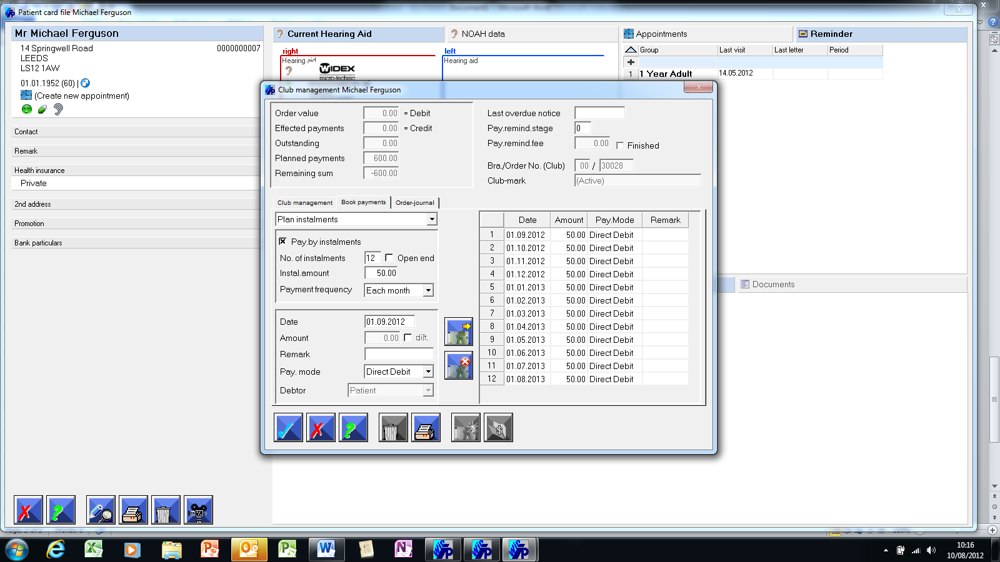 Patient card file Michael Ferguson
Mr Michael Ferguson
14 Springwell Road 0000000007
LEEDS
LS12 1AW
01.01.1952 (60) |
(Create new appointment)
Contact
Remark
Health insurance
Private
2nd address
Promotion
Bank particulars
Current Hearing Aid
NOAH data
right
Hearing aid
WIDEX
micro-technic
left
Hearing aid
Appointments
Reminder
Group Last visit Last letter Period
1 1 Year Adult 14.05.2012
Documents
Club management Michael Ferguson
Order value 0.00 = Debit
Effected payments 0.00 = Credit
Outstanding 0.00
Planned payments 600.00
Remaining sum -600.00
Last overdue notice
Pay.remind.stage 0
Pay.remind.fee 0.00 Finished
Bra./Order No. (Club) 00 / 30028
Club-mark (Active)
Club management Book payments Order-journal
Plan instalments
Pay.by instalments
No. of instalments 12 Open end
Instal.amount 50.00
Payment frequency Each month
Date 01.09.2012
Amount 0.00 diff.
Remark
Pay. mode Direct Debit
Debtor Patient
Date Amount Pay.Mode Remark
1 01.09.2012 50.00 Direct Debit
2 01.10.2012 50.00 Direct Debit
3 01.11.2012 50.00 Direct Debit
4 01.12.2012 50.00 Direct Debit
5 01.01.2013 50.00 Direct Debit
6 01.02.2013 50.00 Direct Debit
7 01.03.2013 50.00 Direct Debit
8 01.04.2013 50.00 Direct Debit
9 01.05.2013 50.00 Direct Debit
10 01.06.2013 50.00 Direct Debit
11 01.07.2013 50.00 Direct Debit
12 01.08.2013 50.00 Direct Debit
10:16
10/08/2012